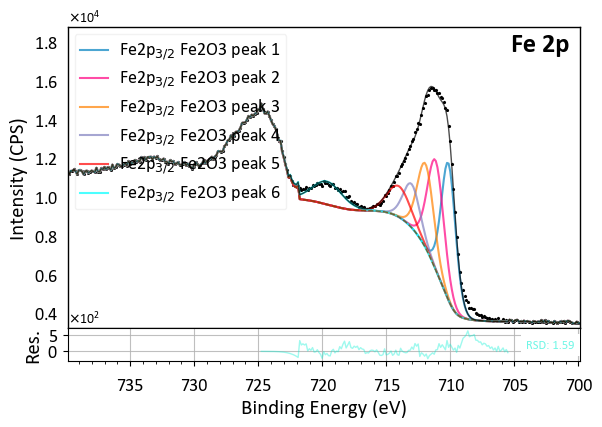 ×10⁴
Fe 2p
Fe2p3/2 Fe2O3 peak 1
Fe2p3/2 Fe2O3 peak 2
Fe2p3/2 Fe2O3 peak 3
Fe2p3/2 Fe2O3 peak 4
Fe2p3/2 Fe2O3 peak 5
Fe2p3/2 Fe2O3 peak 6
1.8
1.6
1.4
1.2
1.0
0.8
0.6
0.4
Intensity (CPS)
×10²
5
0
Res.
RSD: 1.59
735 730 725 720 715 710 705 700
Binding Energy (eV)